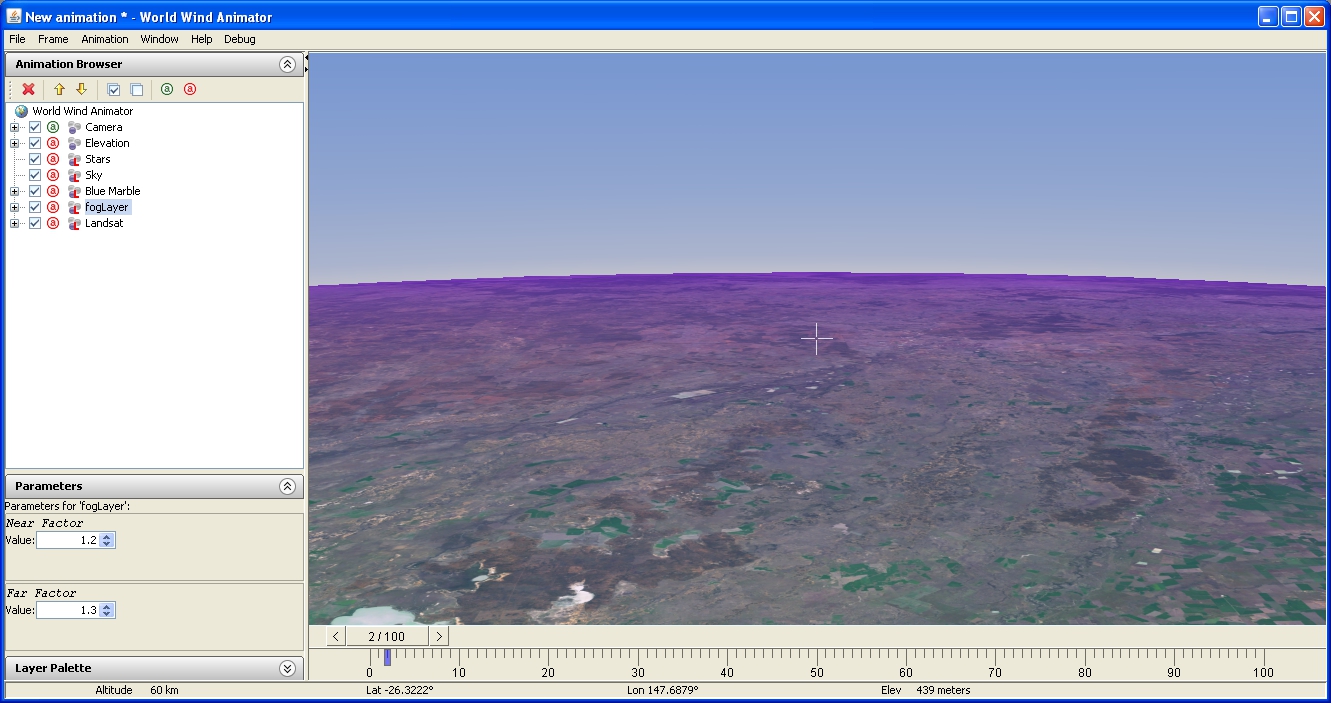 New animation * - World Wind Animator
File Frame Animation Window Help Debug
Animation Browser
a a
World Wind Animator
a Camera
a Elevation
a L Stars
a L Sky
a L Blue Marble
a L fogLayer
a L Landsat
Parameters
Parameters for 'fogLayer':
Near Factor
Value: 1.2
Far Factor
Value: 1.3
Layer Palette
< 2 / 100 >
0 10 20 30 40 50 60 70 80 90 100
Altitude 60 km Lat -26.3222° Lon 147.6879° Elev 439 meters